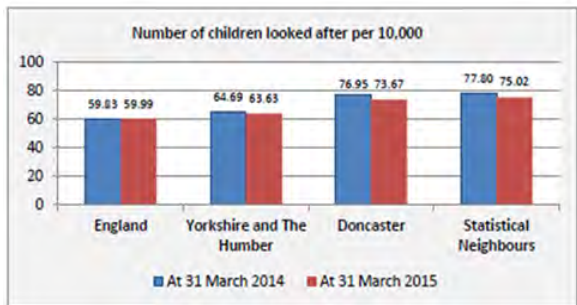 Number of children looked after per 10,000
100
80
60
40
20
0
59.83 59.99
64.69 63.63
76.95 73.67
77.80 75.02
England
Yorkshire and The
Humber
Doncaster
Statistical
Neighbours
At 31 March 2014 At 31 March 2015